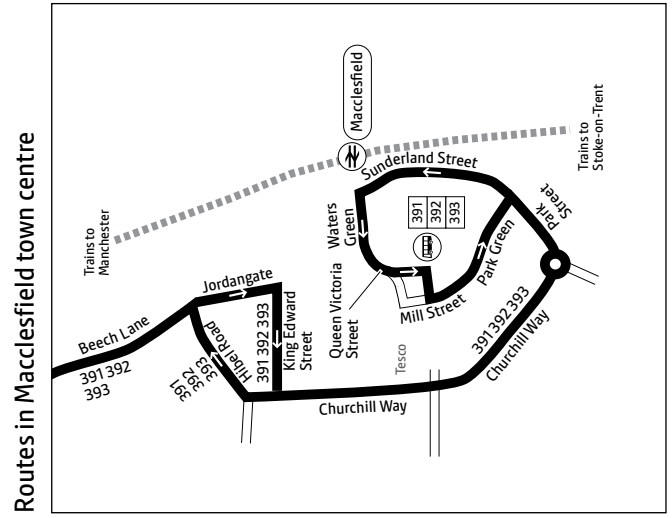 Routes in Macclesfield town centre
Trains to
Manchester
Macclesfield
Trains to
Stoke-on-Trent
Beech Lane
391 392
393
Jordangate
Hibel Road
393
392
391
391 392 393
King Edward
Street
Churchill Way
Tesco
Queen Victoria
Street
Waters
Green
Sunderland Street
391
392
393
Mill Street
Park Green
Park
Street
391 392 393
Churchill Way